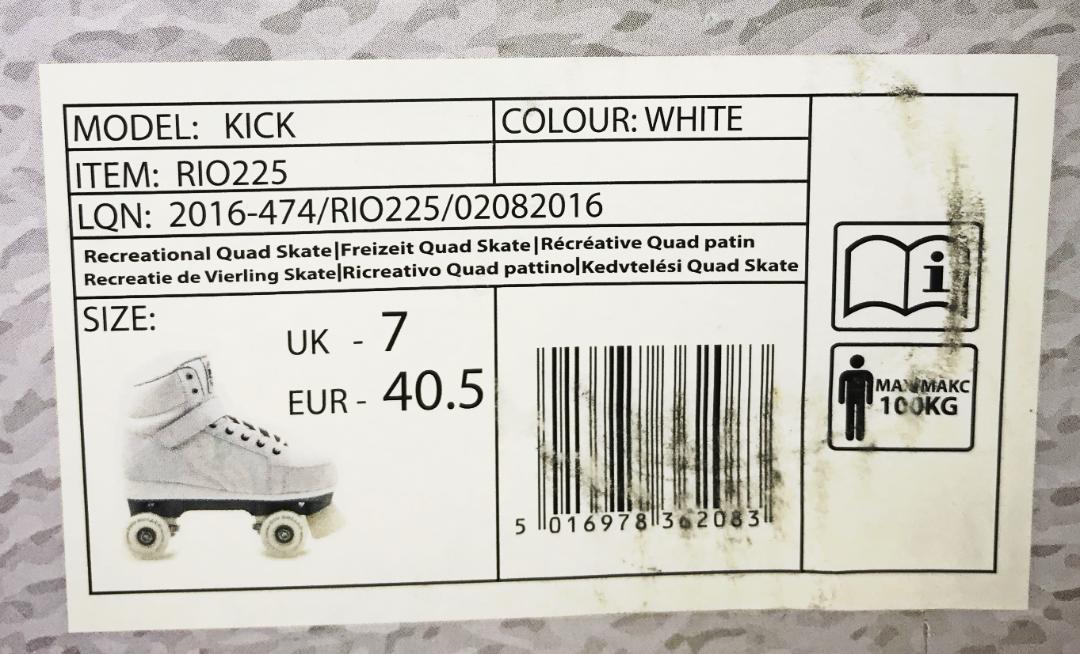 MODEL: KICK
COLOUR: WHITE
ITEM: RIO225
LQN: 2016-474/RIO225/02082016
Recreational Quad Skate|Freizeit Quad Skate|Récréative Quad patin
Recreatie de Vierling Skate|Ricreativo Quad pattino|Kedvtelési Quad Skate
SIZE:
UK - 7
EUR - 40.5
5 016978 362083
i
MAX/МАКС
100KG